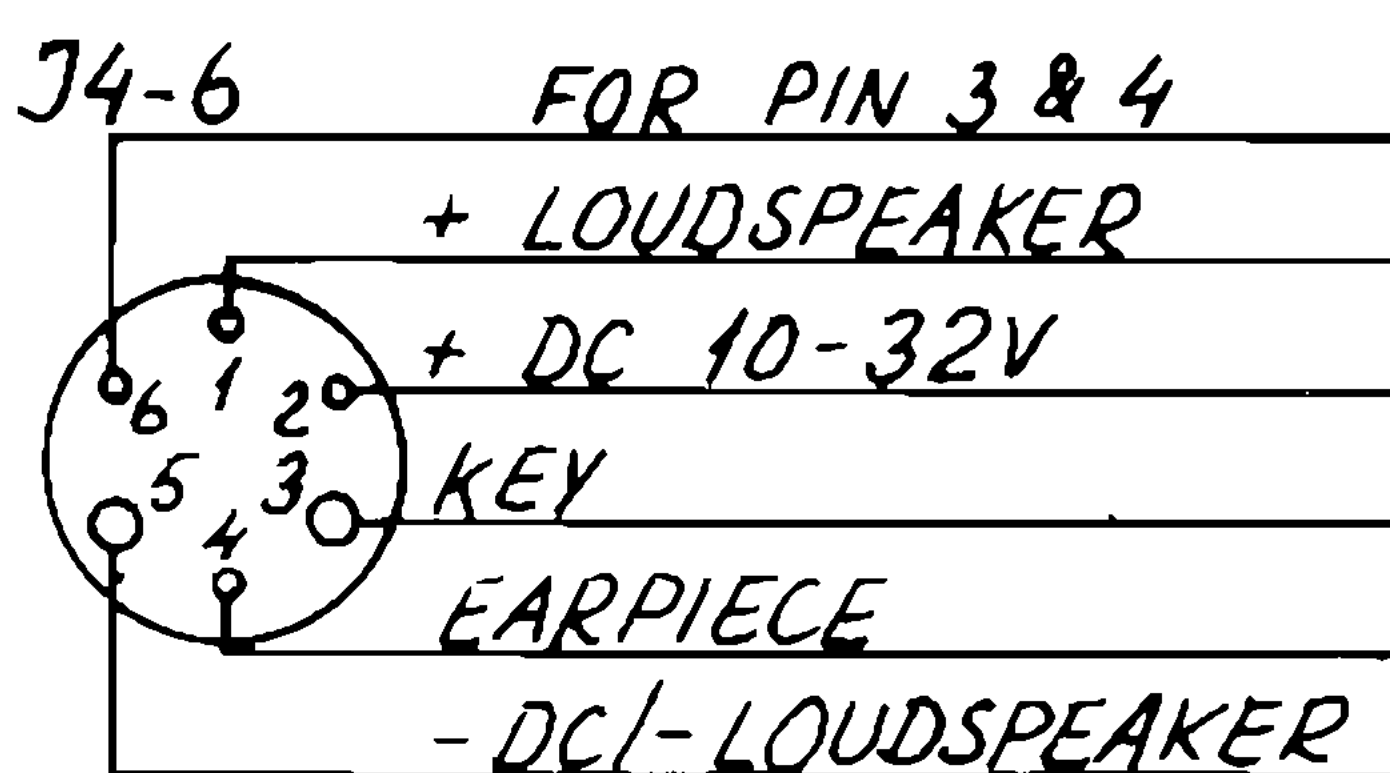 J4-6
FOR PIN 3 & 4
+ LOUDSPEAKER
+ DC 10-32V
1
6
2
KEY
5
3
4
EARPIECE
- DC/- LOUDSPEAKER